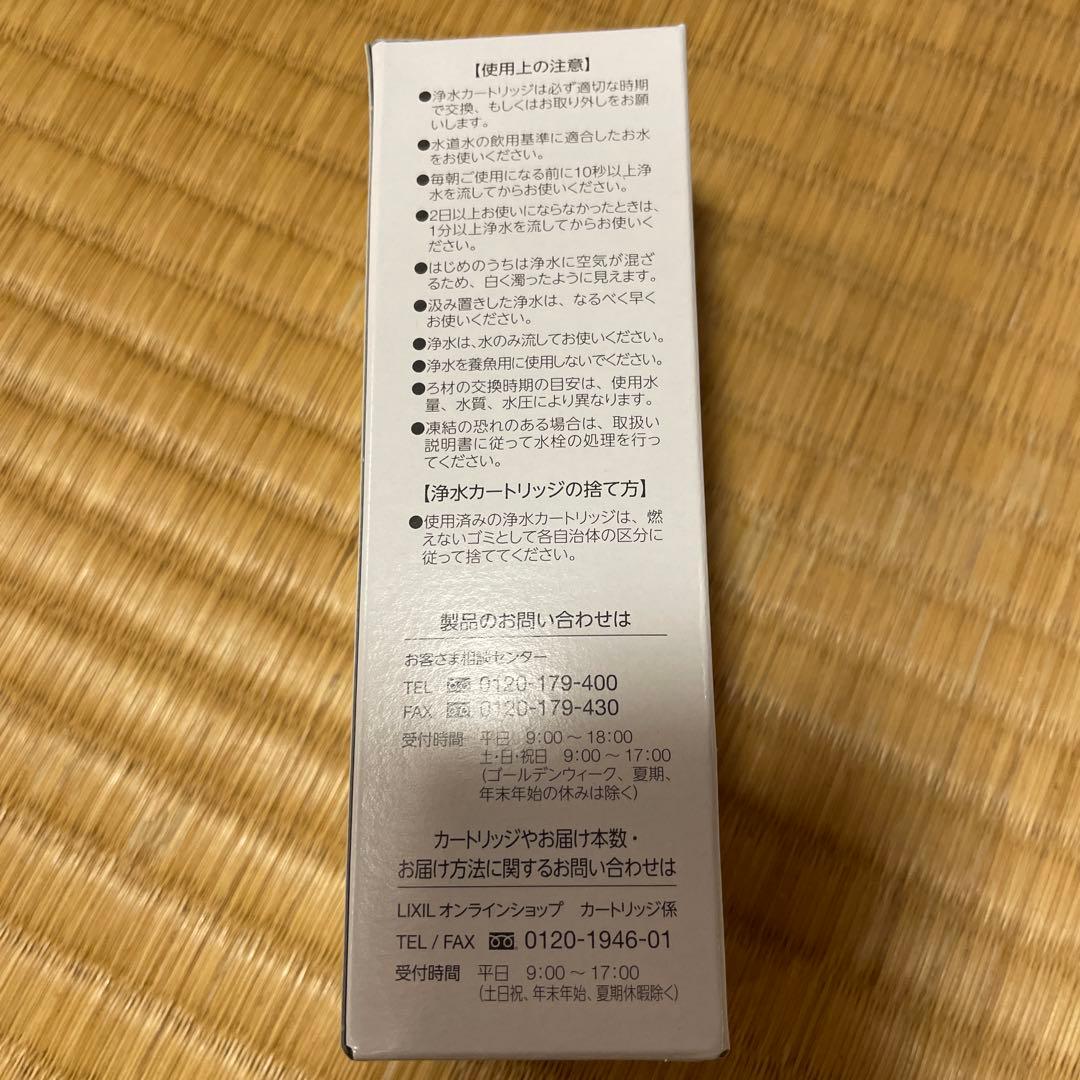 【使用上の注意】
●浄水カートリッジは必ず適切な時期
で交換、もしくはお取り外しをお願
いします。
●水道水の飲用基準に適合したお水
をお使いください。
●毎朝ご使用になる前に10秒以上浄
水を流してからお使いください。
●2日以上お使いにならなかったときは、
1分以上浄水を流してからお使いく
ださい。
●はじめのうちは浄水に空気が混ざ
るため、白く濁ったように見えます。
●汲み置きした浄水は、なるべく早く
お使いください。
●浄水は、水のみ流してお使いください。
●浄水を養魚用に使用しないでください。
●ろ材の交換時期の目安は、使用水
量、水質、水圧により異なります。
●凍結の恐れのある場合は、取扱い
説明書に従って水栓の処理を行っ
てください。
【浄水カートリッジの捨て方】
●使用済みの浄水カートリッジは、燃
えないゴミとして各自治体の区分に
従って捨ててください。
製品のお問い合わせは
お客さま相談センター
TEL 0120-179-400
FAX 0120-179-430
受付時間 平日 9:00～18:00
土・日・祝日 9:00～17:00
(ゴールデンウィーク、夏期、
年末年始の休みは除く)
カートリッジやお届け本数・
お届け方法に関するお問い合わせは
LIXIL オンラインショップ カートリッジ係
TEL / FAX 0120-1946-01
受付時間 平日 9:00～17:00
(土日祝、年末年始、夏期休暇除く)